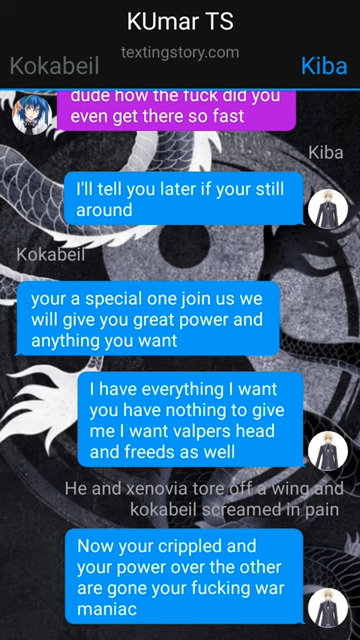 KUmar TS
textingstory.com
Kokabeil
Kiba
dude how the fuck did you
even get there so fast
Kiba
I'll tell you later if your still
around
Kokabeil
your a special one join us we
will give you great power and
anything you want
I have everything I want
you have nothing to give
me I want valpers head
and freeds as well
He and xenovia tore off a wing and
kokabeil screamed in pain
Now your crippled and
your power over the other
are gone your fucking war
maniac